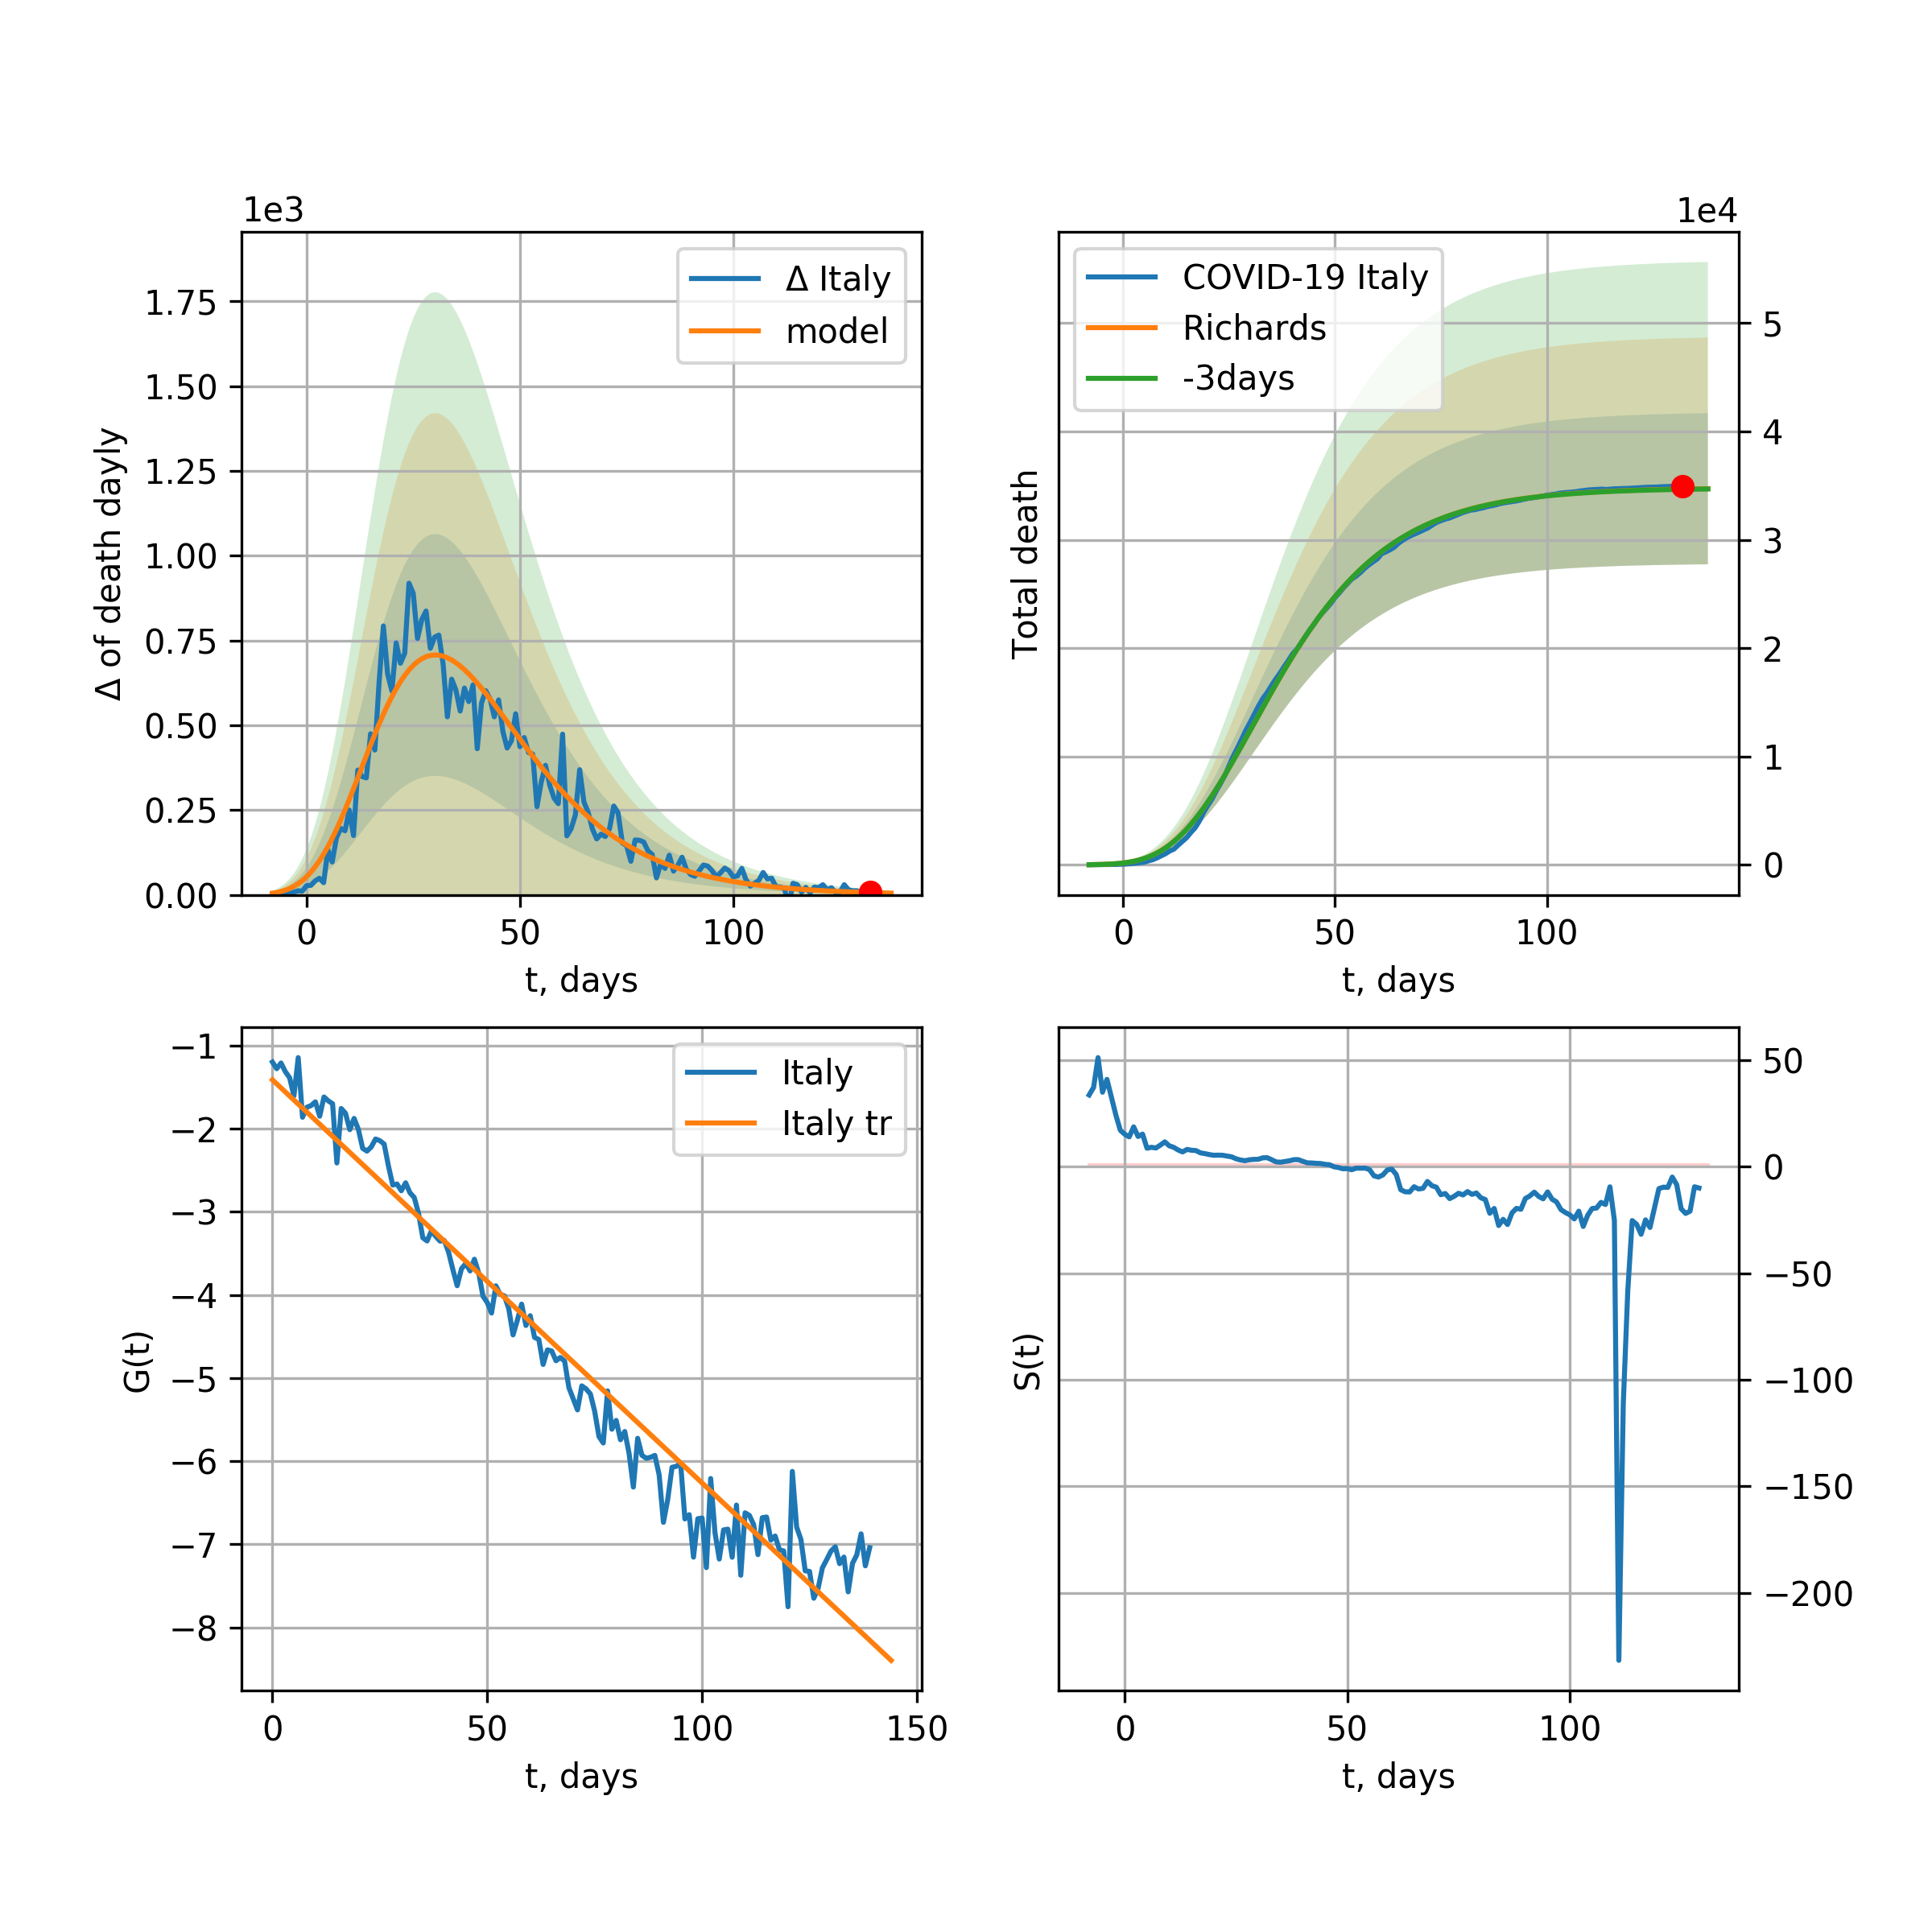 1e3
Δ of death dayly
1.75
1.50
1.25
1.00
0.75
0.50
0.25
0.00
0 50 100
t, days
Δ Italy
model
1e4
Total death
COVID-19 Italy
Richards
-3days
5
4
3
2
1
0
0 50 100
t, days
G(t)
−1
−2
−3
−4
−5
−6
−7
−8
0 50 100 150
t, days
Italy
Italy tr
S(t)
50
0
−50
−100
−150
−200
0 50 100
t, days